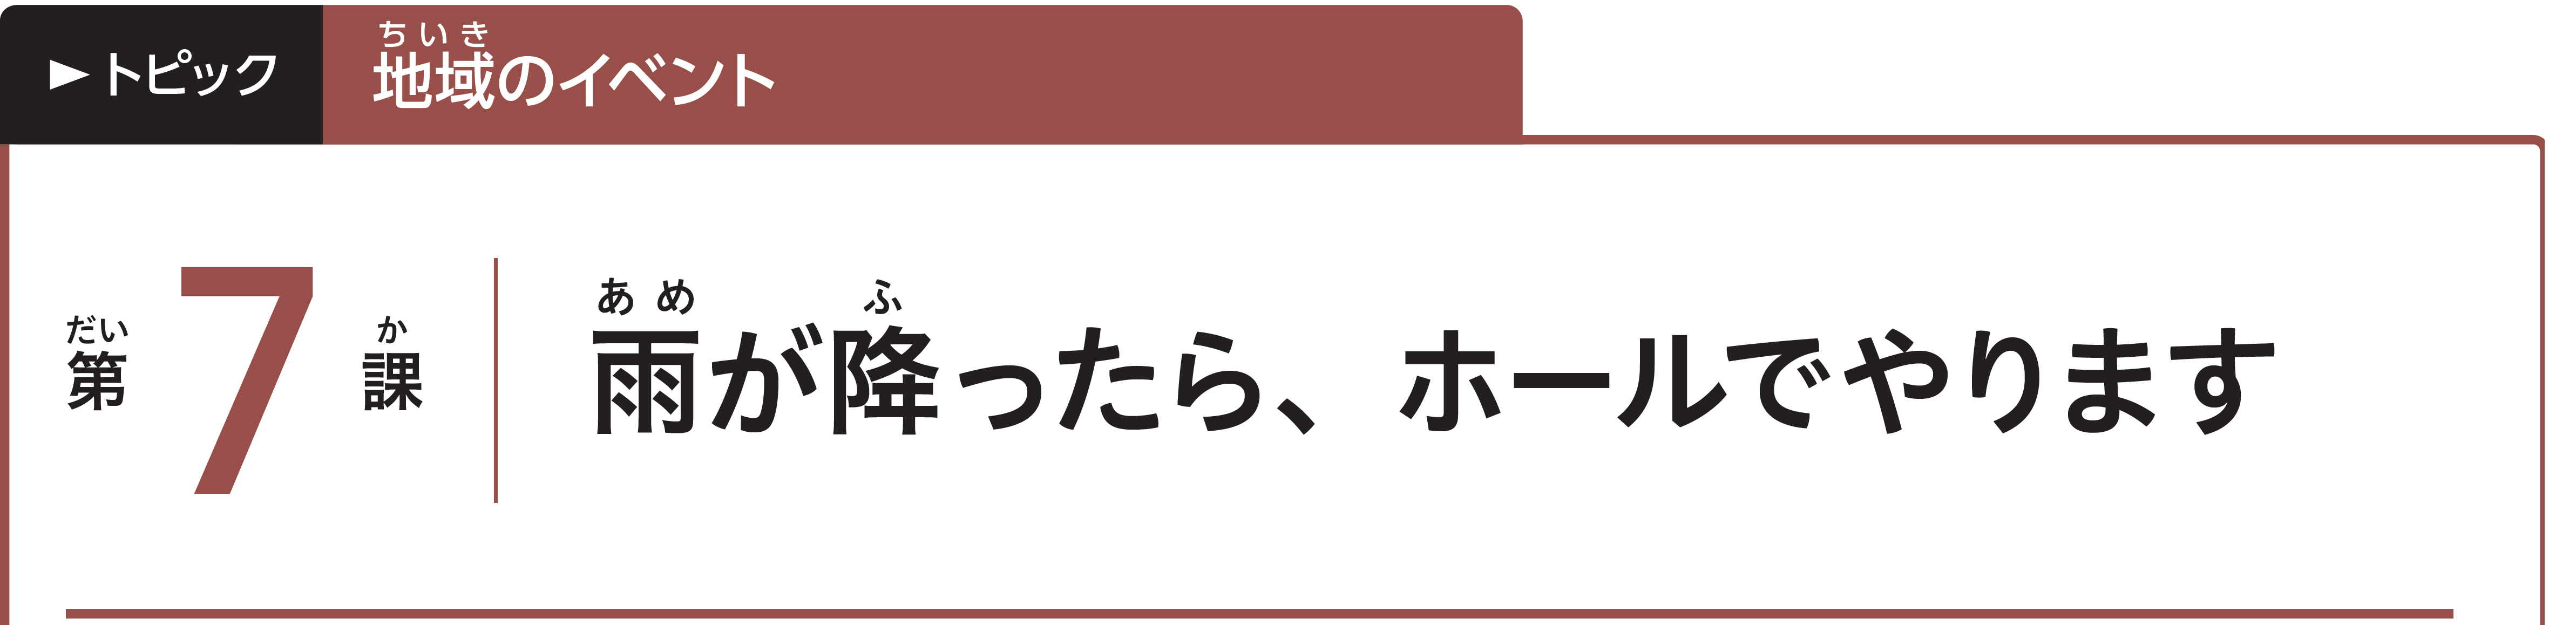 ▶トピック
ちいき
地域のイベント
だい か
第7課
あめ ふ
雨が降ったら、ホールでやります